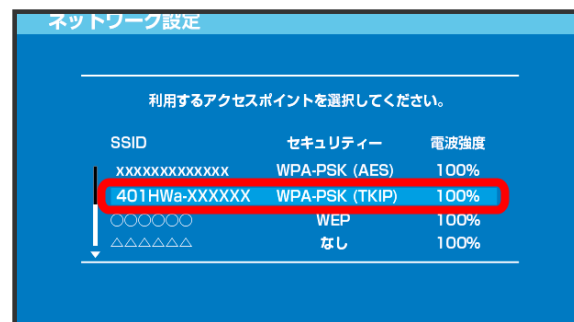 ネットワーク設定
利用するアクセスポイントを選択してください。
SSID セキュリティー 電波強度
xxxxxxxxxxxxx WPA-PSK (AES) 100%
401HWa-XXXXXX WPA-PSK (TKIP) 100%
○○○○○○ WEP 100%
△△△△△△ なし 100%